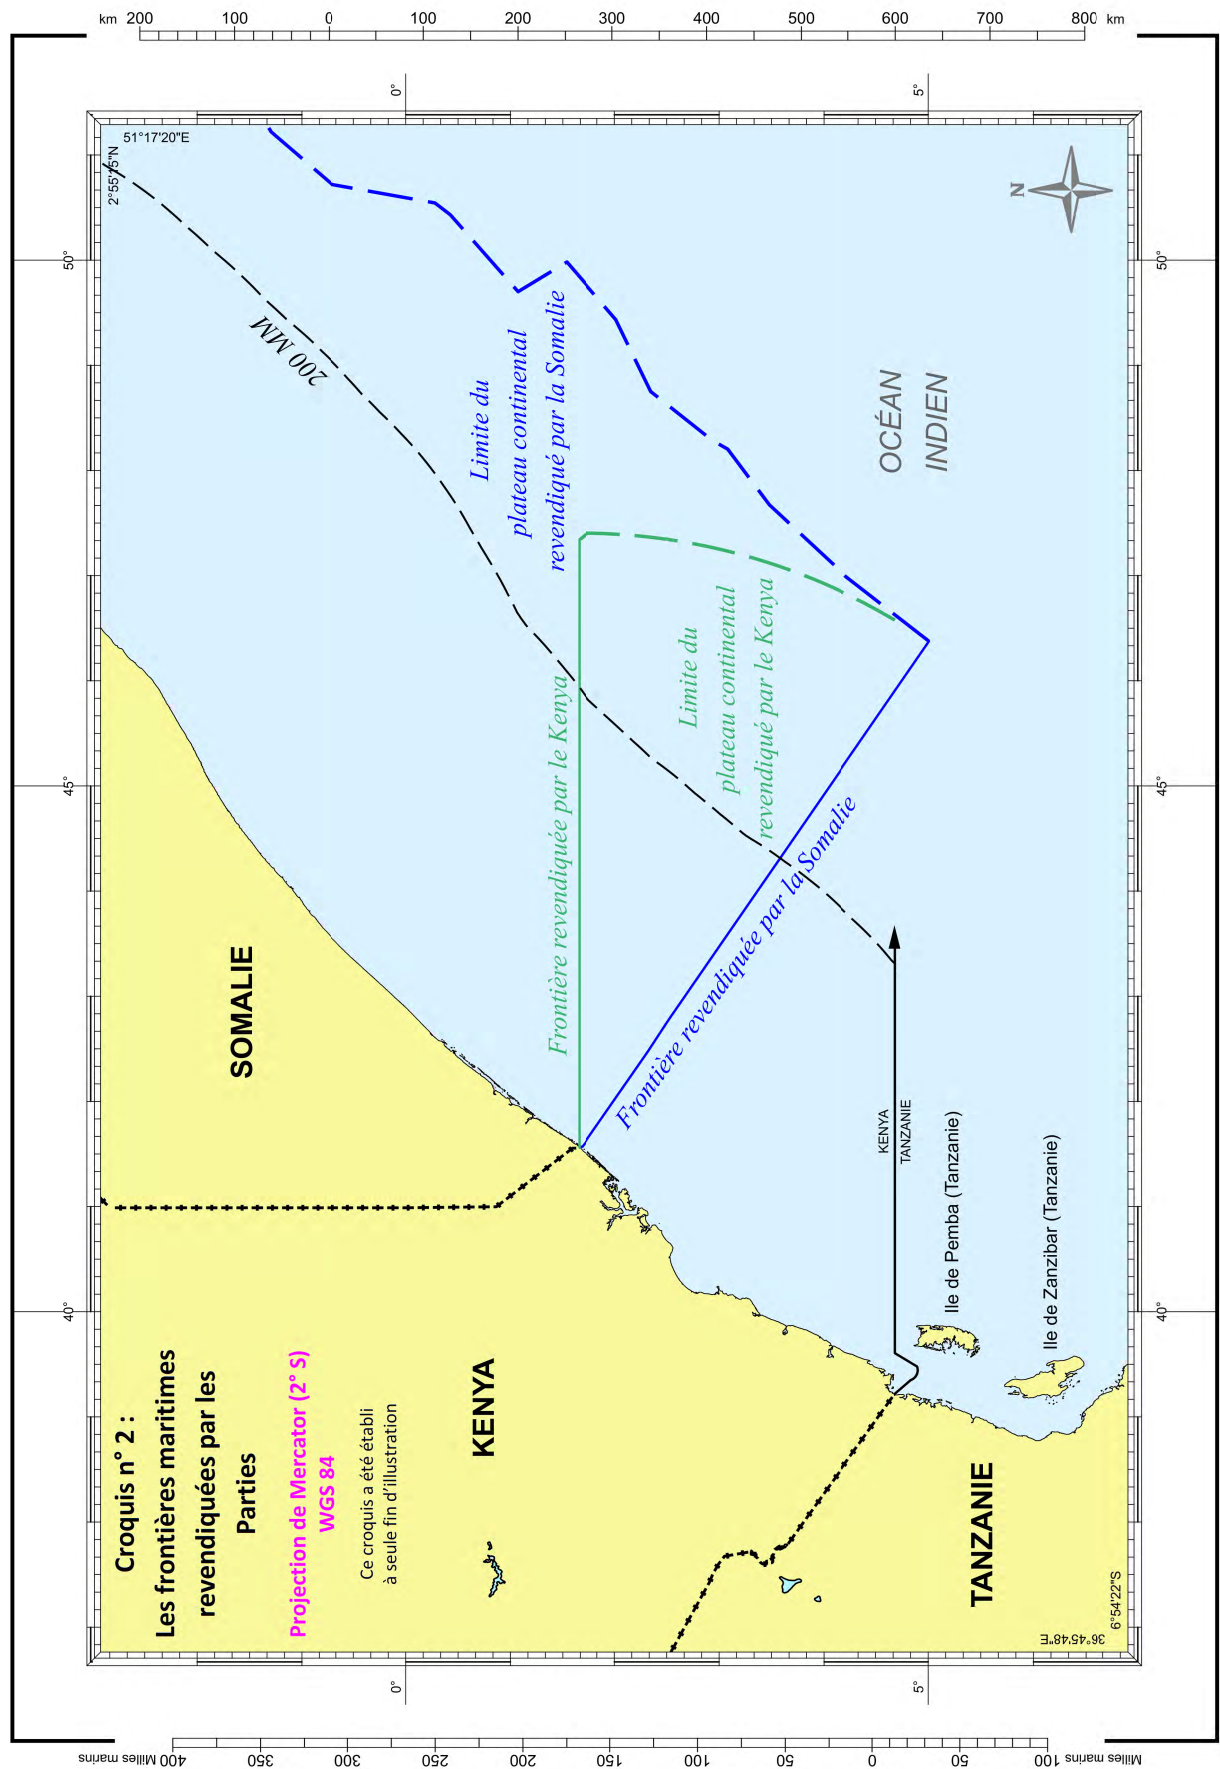 Croquis n° 2 :
Les frontières maritimes
revendiquées par les
Parties
Projection de Mercator (2° S)
WGS 84
Ce croquis a été établi
à seule fin d'illustration
SOMALIE
KENYA
TANZANIE
200 MM
Limite du
plateau continental
revendiqué par la Somalie
Frontière revendiquée par le Kenya
Limite du
plateau continental
revendiqué par le Kenya
Frontière revendiquée par la Somalie
OCÉAN
INDIEN
KENYA
TANZANIE
Ile de Pemba (Tanzanie)
Ile de Zanzibar (Tanzanie)
N
2°55'15"N
51°17'20"E
6°54'22"S
36°45'48"E
0°
5°
0°
5°
50°
45°
40°
50°
45°
40°
km 200 100 0 100 200 300 400 500 600 700 800 km
Milles marins 400 350 300 250 200 150 100 50 0 50 100 Milles marins